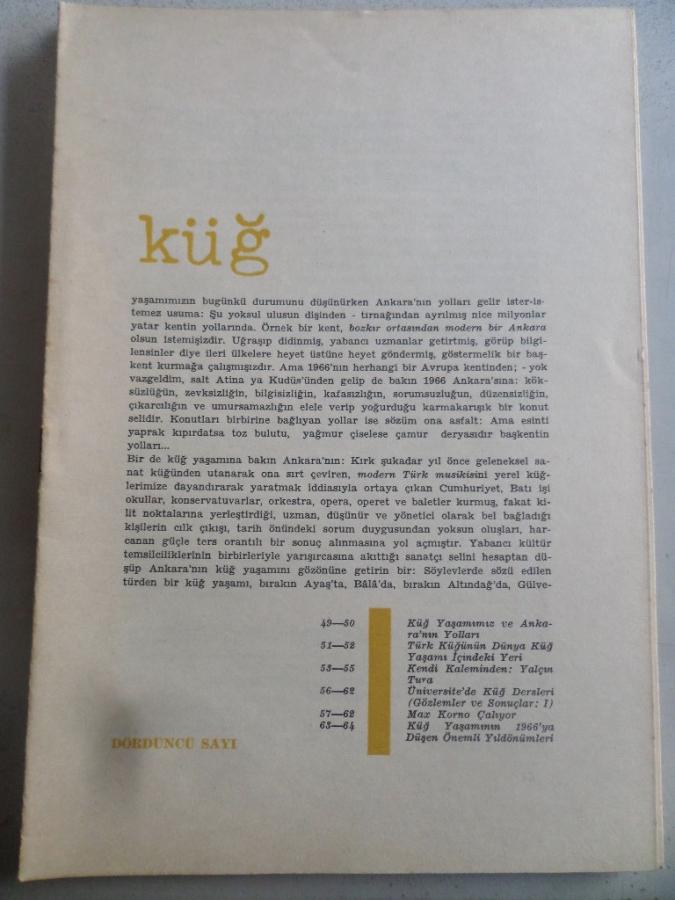 küğ
yaşamımızın bugünkü durumunu düşünürken Ankara'nın yolları gelir ister-is-
temez usuma: Şu yoksul ulusun dişinden - tırnağından ayrılmış nice milyonlar
yatar kentin yollarında. Örnek bir kent, bozkır ortasından modern bir Ankara
olsun istemişizdir. Uğraşıp didinmiş, yabancı uzmanlar getirtmiş, görüp bilgi-
lensinler diye ileri ülkelere heyet üstüne heyet göndermiş, göstermelik bir baş-
kent kurmağa çalışmışızdır. Ama 1966'nın herhangi bir Avrupa kentinden; - yok
vazgeldim, salt Atina ya Kudüs'ünden gelip de bakın 1966 Ankara'sına: kök-
süzlüğün, zevksizliğin, bilgisizliğin, kafasızlığın, sorumsuzluğun, düzensizliğin,
çıkarcılığın ve umursamazlığın elele verip yoğurduğu karmakarışık bir konut
selidir. Konutları birbirine bağlıyan yollar ise sözüm ona asfalt: Ama esinti
yaprak kıpırdatsa toz bulutu, yağmur çiselese çamur deryasıdır başkentin
yolları...
Bir de küğ yaşamına bakın Ankara'nın: Kırk şukadar yıl önce geleneksel sa-
nat küğünden utanarak ona sırt çeviren, modern Türk musikisini yerel küğ-
lerimize dayandırarak yaratmak iddiasıyla ortaya çıkan Cumhuriyet, Batı işi
okullar, konservatuvarlar, orkestra, opera, operet ve baletler kurmuş, fakat ki-
lit noktalarına yerleştirdiği, uzman, düşünür ve yönetici olarak bel bağladığı
kişilerin cılk çıkışı, tarih önündeki sorum duygusundan yoksun oluşları, har-
canan güçle ters orantılı bir sonuç alınmasına yol açmıştır. Yabancı kültür
temsilciliklerinin birbirleriyle yarışırcasına akıttığı sanatçı selini hesaptan dü-
şüp Ankara'nın küğ yaşamını gözönüne getirin bir: Söylevlerde sözü edilen
türden bir küğ yaşamı, bırakın Ayaş'ta, Bâlâ'da, bırakın Altındağ'da, Gülve-
49—50 Küğ Yaşamımız ve Anka-
ra'nın Yolları
51—52 Türk Küğünün Dünya Küğ
Yaşamı İçindeki Yeri
53—55 Kendi Kaleminden: Yalçın
Tura
56—62 Üniversite'de Küğ Dersleri
(Gözlemler ve Sonuçlar: I)
57—62 Max Korno Çalıyor
63—64 Küğ Yaşamının 1966'ya
Düşen Önemli Yıldönümleri
DÖRDÜNCÜ SAYI